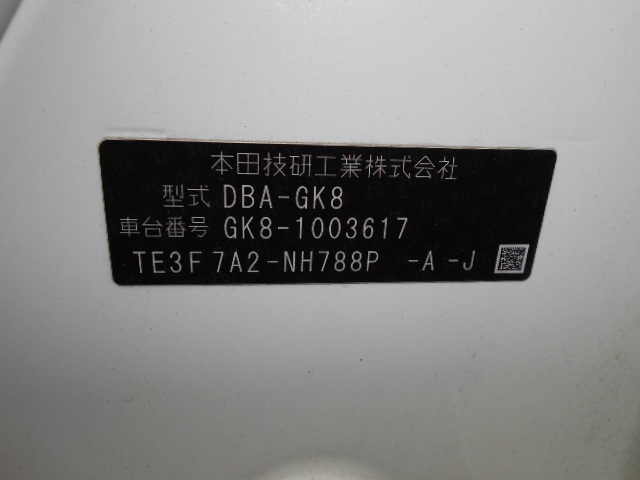 本田技研工業株式会社
型式 DBA-GK8
車台番号 GK8-1003617
TE3F7A2-NH788P -A-J